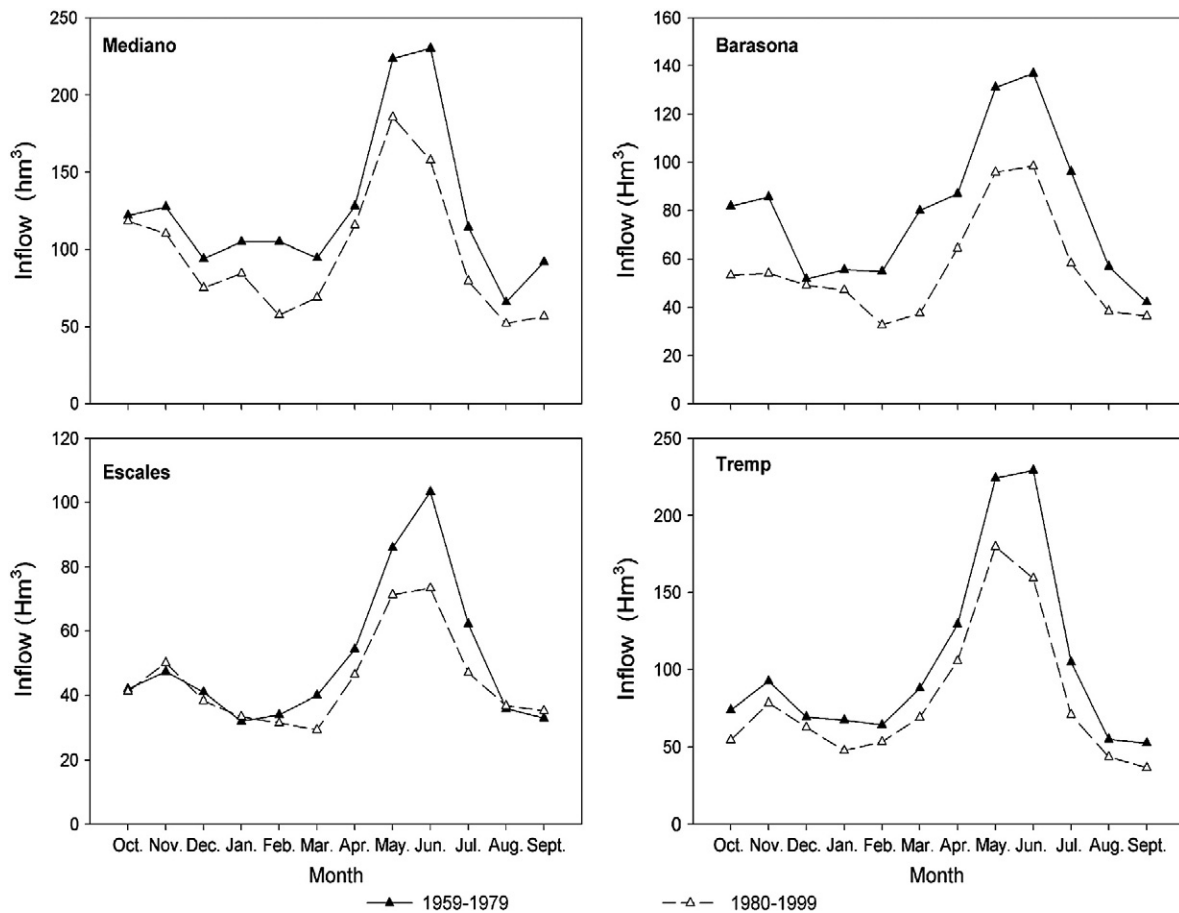 Mediano
Inflow (hm³)
250
200
150
100
50
0
Barasona
Inflow (Hm³)
160
140
120
100
80
60
40
20
0
Escales
Inflow (Hm³)
120
100
80
60
40
20
0
Oct. Nov. Dec. Jan. Feb. Mar. Apr. May. Jun. Jul. Aug. Sept.
Month
Tremp
Inflow (Hm³)
250
200
150
100
50
0
Oct. Nov. Dec. Jan. Feb. Mar. Apr. May. Jun. Jul. Aug. Sept.
Month
1959-1979
1980-1999